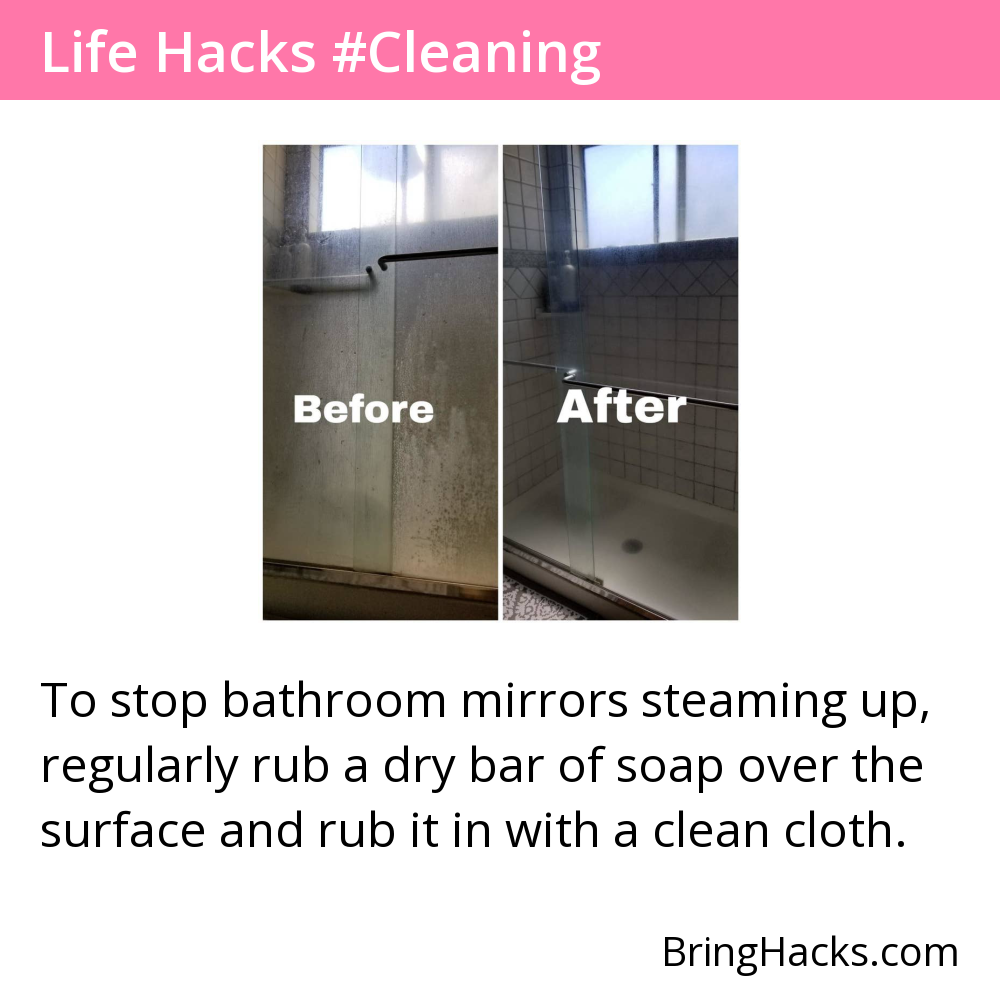 Life Hacks #Cleaning
Before
After
To stop bathroom mirrors steaming up,
regularly rub a dry bar of soap over the
surface and rub it in with a clean cloth.
BringHacks.com